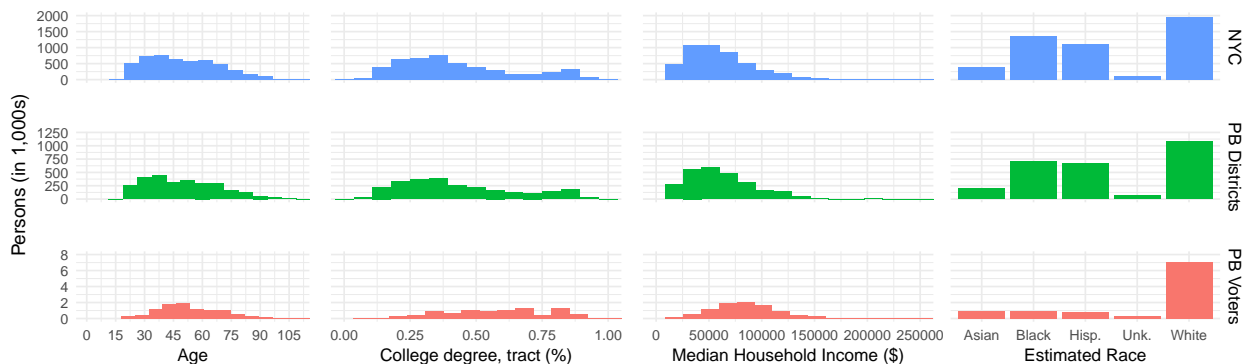 2000
1500
1000
500
0
NYC
1250
1000
750
500
250
0
PB Districts
8
6
4
2
0
PB Voters
Persons (in 1,000s)
0 15 30 45 60 75 90 105
0.00 0.25 0.50 0.75 1.00
0 50000 100000 150000 200000 250000
Asian Black Hisp. Unk. White
Age
College degree, tract (%)
Median Household Income ($)
Estimated Race